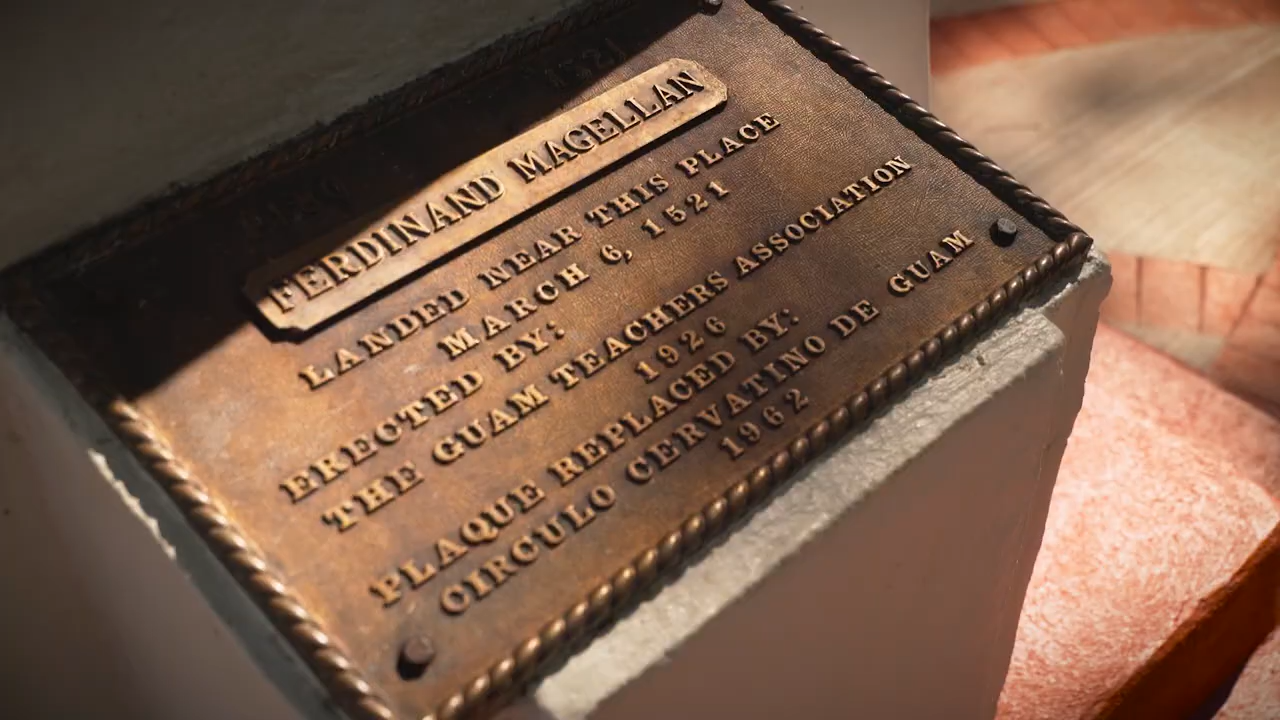 FERDINAND MAGELLAN
LANDED NEAR THIS PLACE
MARCH 6, 1521
ERECTED BY:
THE GUAM TEACHERS ASSOCIATION
1926
PLAQUE REPLACED BY:
CIRCULO CERVATINO DE GUAM
1962